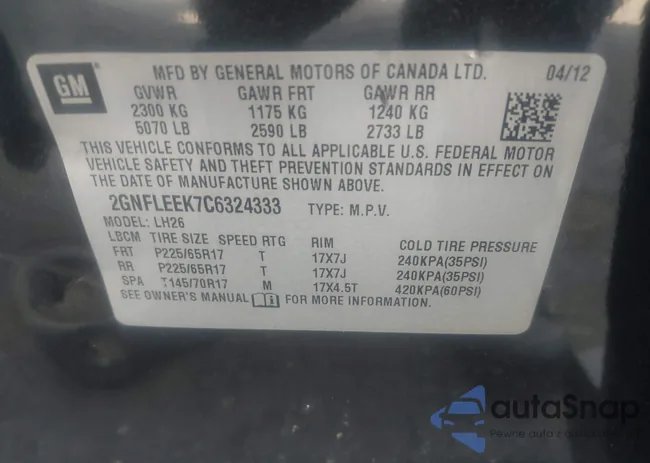 GM
MFD BY GENERAL MOTORS OF CANADA LTD. 04/12
GVWR GAWR FRT GAWR RR
2300 KG 1175 KG 1240 KG
5070 LB 2590 LB 2733 LB
THIS VEHICLE CONFORMS TO ALL APPLICABLE U.S. FEDERAL MOTOR
VEHICLE SAFETY AND THEFT PREVENTION STANDARDS IN EFFECT ON
THE DATE OF MANUFACTURE SHOWN ABOVE.
2GNFLEEK7C6324333 TYPE: M.P.V.
MODEL: LH26
LBCM TIRE SIZE SPEED RTG RIM COLD TIRE PRESSURE
FRT P225/65R17 T 17X7J 240KPA(35PSI)
RR P225/65R17 T 17X7J 240KPA(35PSI)
SPA T145/70R17 M 17X4.5T 420KPA(60PSI)
SEE OWNER'S MANUAL FOR MORE INFORMATION.
autaSnap
Pewne auta z